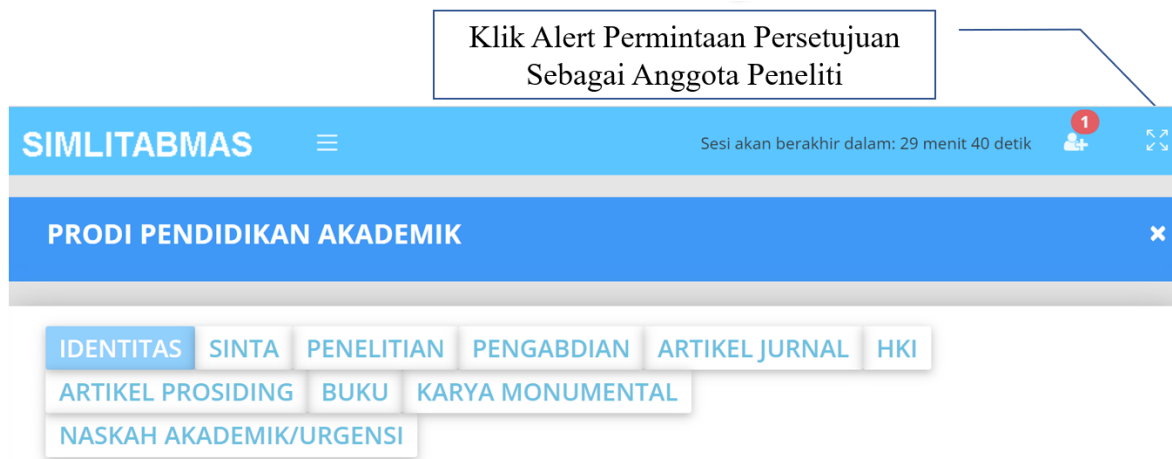 Klik Alert Permintaan Persetujuan
Sebagai Anggota Peneliti
SIMLITABMAS
Sesi akan berakhir dalam: 29 menit 40 detik
1
PRODI PENDIDIKAN AKADEMIK
IDENTITAS SINTA PENELITIAN PENGABDIAN ARTIKEL JURNAL HKI
ARTIKEL PROSIDING BUKU KARYA MONUMENTAL
NASKAH AKADEMIK/URGENSI